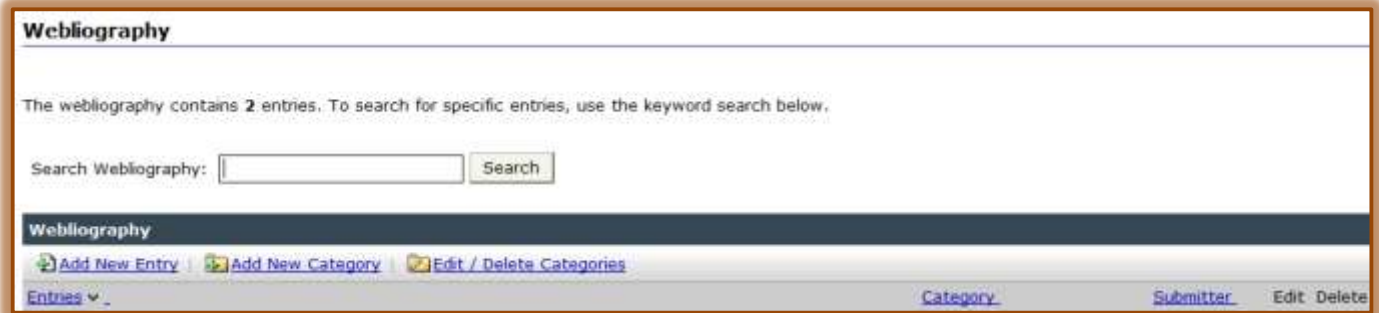 Webliography
The webliography contains 2 entries. To search for specific entries, use the keyword search below.
Search Webliography: Search
Webliography
Add New Entry | Add New Category | Edit / Delete Categories
Entries Category Submitter Edit Delete